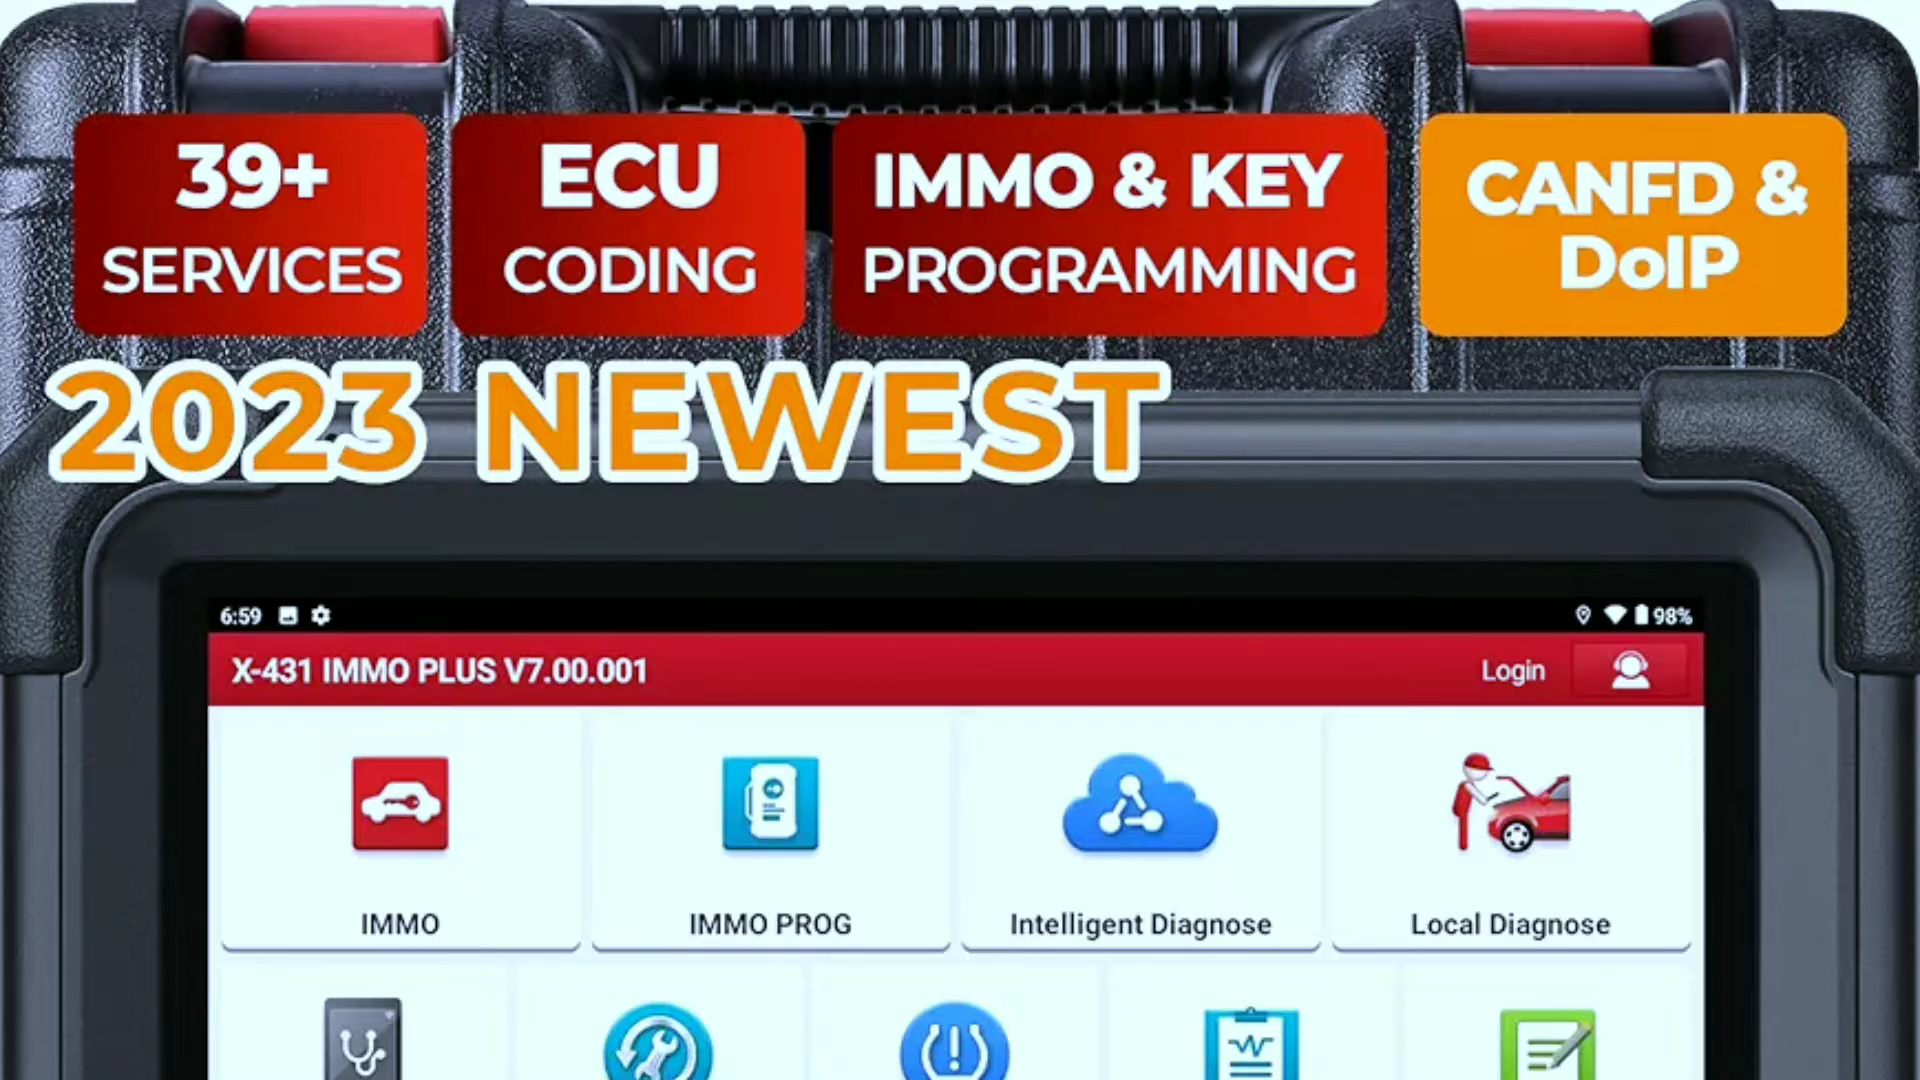 39+
SERVICES
ECU
CODING
IMMO & KEY
PROGRAMMING
CANFD &
DoIP
2023 NEWEST
6:59
98%
X-431 IMMO PLUS V7.00.001
Login
IMMO
IMMO PROG
Intelligent Diagnose
Local Diagnose